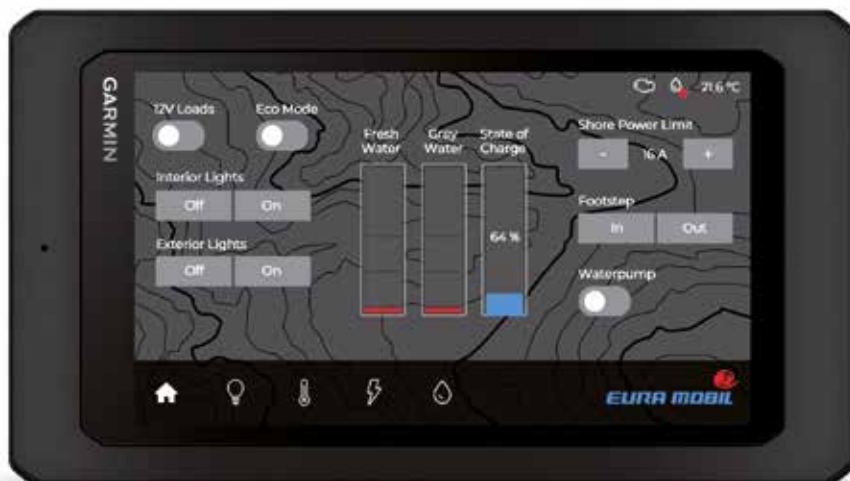 GARMIN
21.6 °C
12V Loads
Eco Mode
Fresh
Water
Gray
Water
State of
Charge
Shore Power Limit
- 16 A +
Interior Lights
Off On
64 %
Footstep
In Out
Exterior Lights
Off On
Waterpump
EURA MOBIL